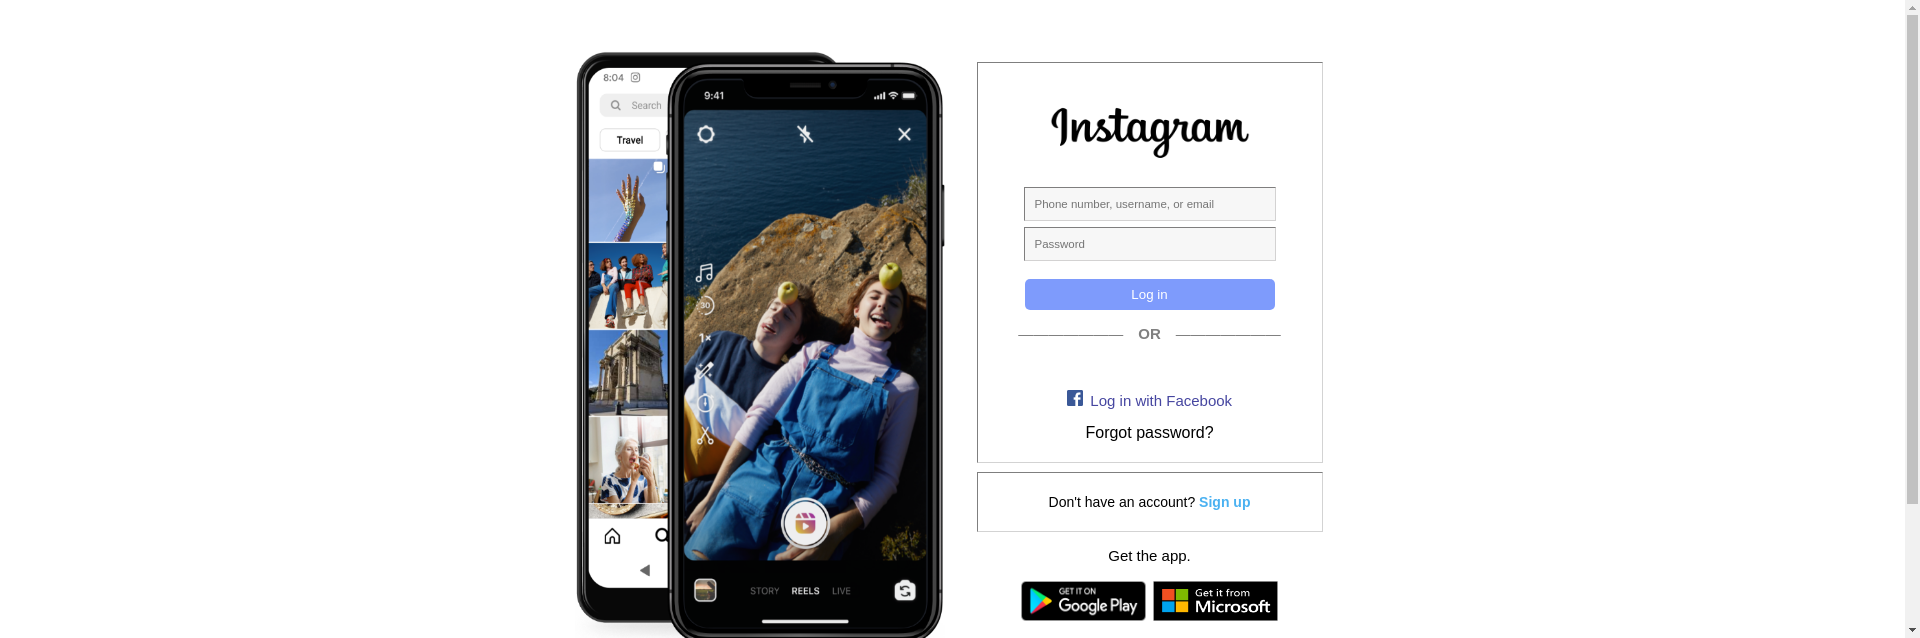 8:04
Search
Travel
9:41
30
1×
STORY REELS LIVE
Instagram
Phone number, username, or email
Password
Log in
OR
Log in with Facebook
Forgot password?
Don't have an account? Sign up
Get the app.
GET IT ON
Google Play
Get it from
Microsoft